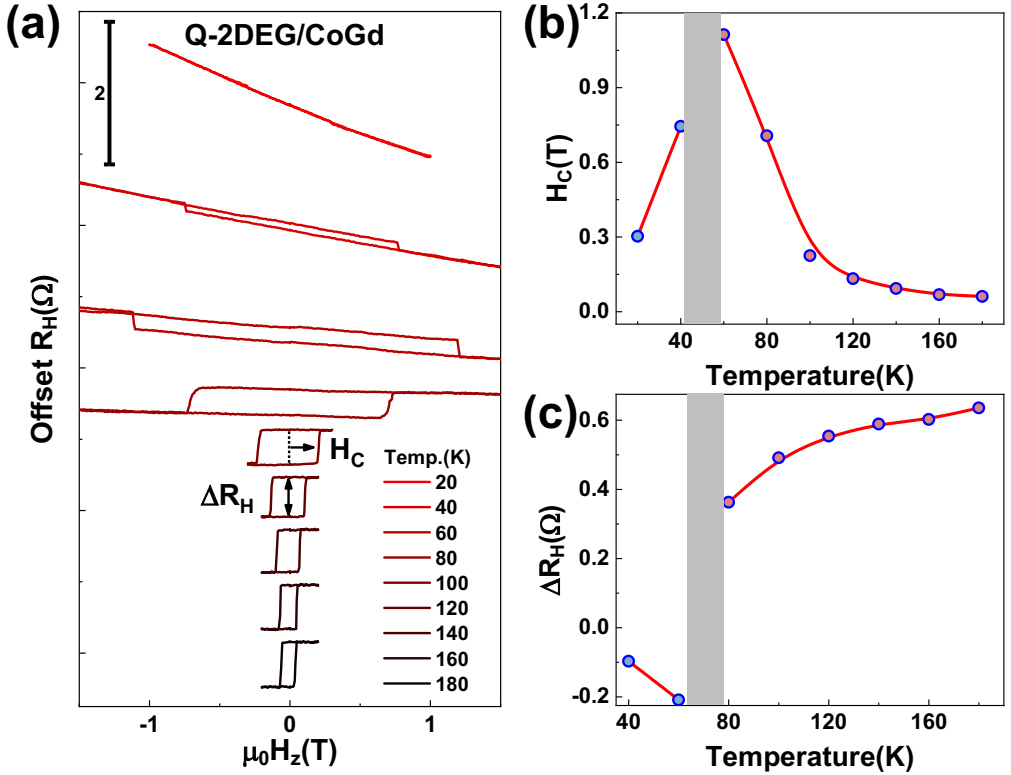 (a)
Q-2DEG/CoGd
2
Offset R_H(Ω)
H_C
ΔR_H
Temp.(K)
20
40
60
80
100
120
140
160
180
-1 0 1
μ₀H_z(T)
(b)
1.2
0.9
0.6
0.3
0.0
H_C(T)
40 80 120 160
Temperature(K)
(c)
0.6
0.4
0.2
0.0
-0.2
ΔR_H(Ω)
40 80 120 160
Temperature(K)